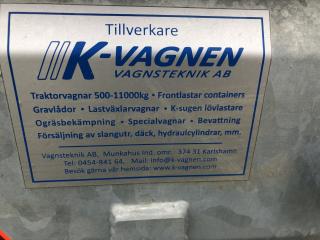 Tillverkare
K-VAGNEN
VAGNSTEKNIK AB
Traktorvagnar 500-11000kg • Frontlastar containers
Gravlådor • Lastväxlarvagnar • K-sugen lövlastare
Ogräsbekämpning • Specialvagnar • Bevattning
Försäljning av slangutr, däck, hydraulcylindrar, mm.
Vagnsteknik AB, Munkahus Ind. omr. 374 31 Karlshamn
Tel: 0454-841 64, Mail: info@k-vagnen.com
Besök gärna vår hemsida: www.k-vagnen.com